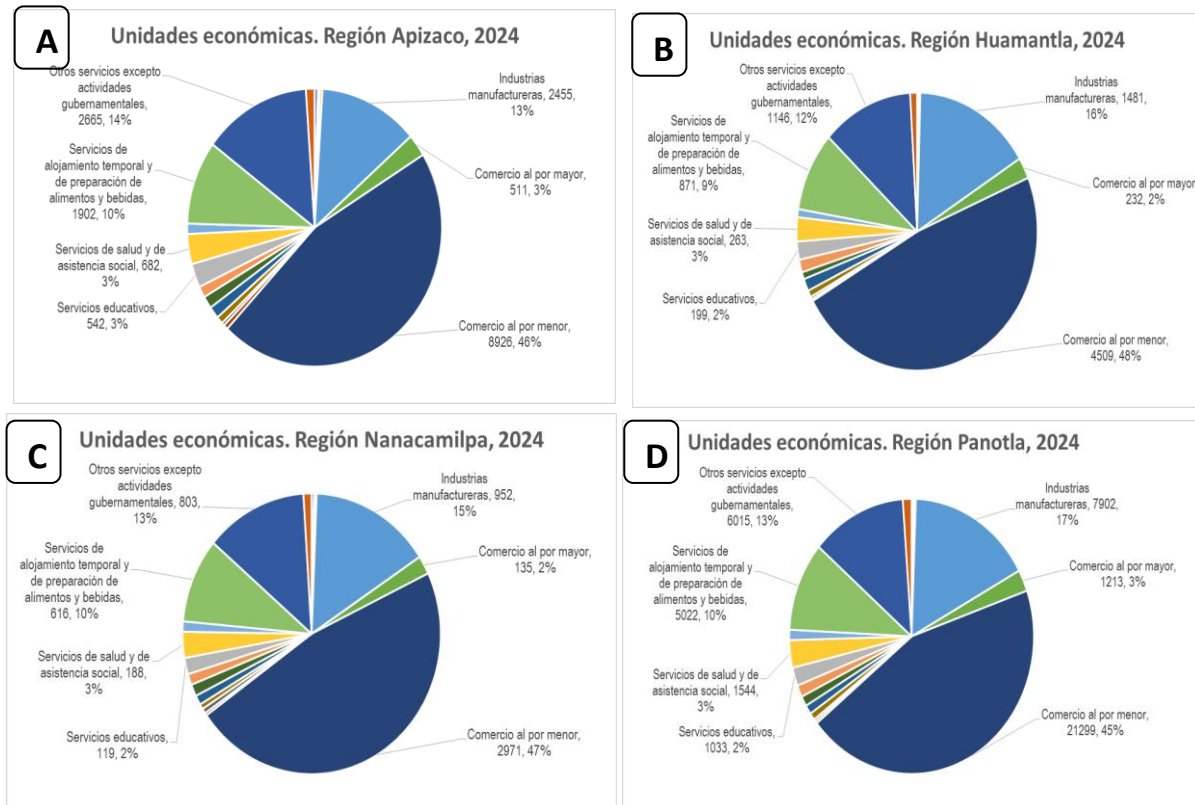 A
Unidades económicas. Región Apizaco, 2024
Otros servicios excepto
actividades
gubernamentales,
2665, 14%
Industrias
manufactureras, 2455,
13%
Servicios de
alojamiento temporal y
de preparación de
alimentos y bebidas,
1902, 10%
Comercio al por mayor,
511, 3%
Servicios de salud y de
asistencia social, 682,
3%
Servicios educativos,
542, 3%
Comercio al por menor,
8926, 46%
B
Unidades económicas. Región Huamantla, 2024
Otros servicios excepto
actividades
gubernamentales,
1146, 12%
Industrias
manufactureras, 1481,
16%
Servicios de
alojamiento temporal y
de preparación de
alimentos y bebidas,
871, 9%
Comercio al por mayor,
232, 2%
Servicios de salud y de
asistencia social, 263,
3%
Servicios educativos,
199, 2%
Comercio al por menor,
4509, 48%
C
Unidades económicas. Región Nanacamilpa, 2024
Otros servicios excepto
actividades
gubernamentales, 803,
13%
Industrias
manufactureras, 952,
15%
Servicios de
alojamiento temporal y
de preparación de
alimentos y bebidas,
616, 10%
Comercio al por mayor,
135, 2%
Servicios de salud y de
asistencia social, 188,
3%
Servicios educativos,
119, 2%
Comercio al por menor,
2971, 47%
D
Unidades económicas. Región Panotla, 2024
Otros servicios excepto
actividades
gubernamentales,
6015, 13%
Industrias
manufactureras, 7902,
17%
Servicios de
alojamiento temporal y
de preparación de
alimentos y bebidas,
5022, 10%
Comercio al por mayor,
1213, 3%
Servicios de salud y de
asistencia social, 1544,
3%
Servicios educativos,
1033, 2%
Comercio al por menor,
21299, 45%